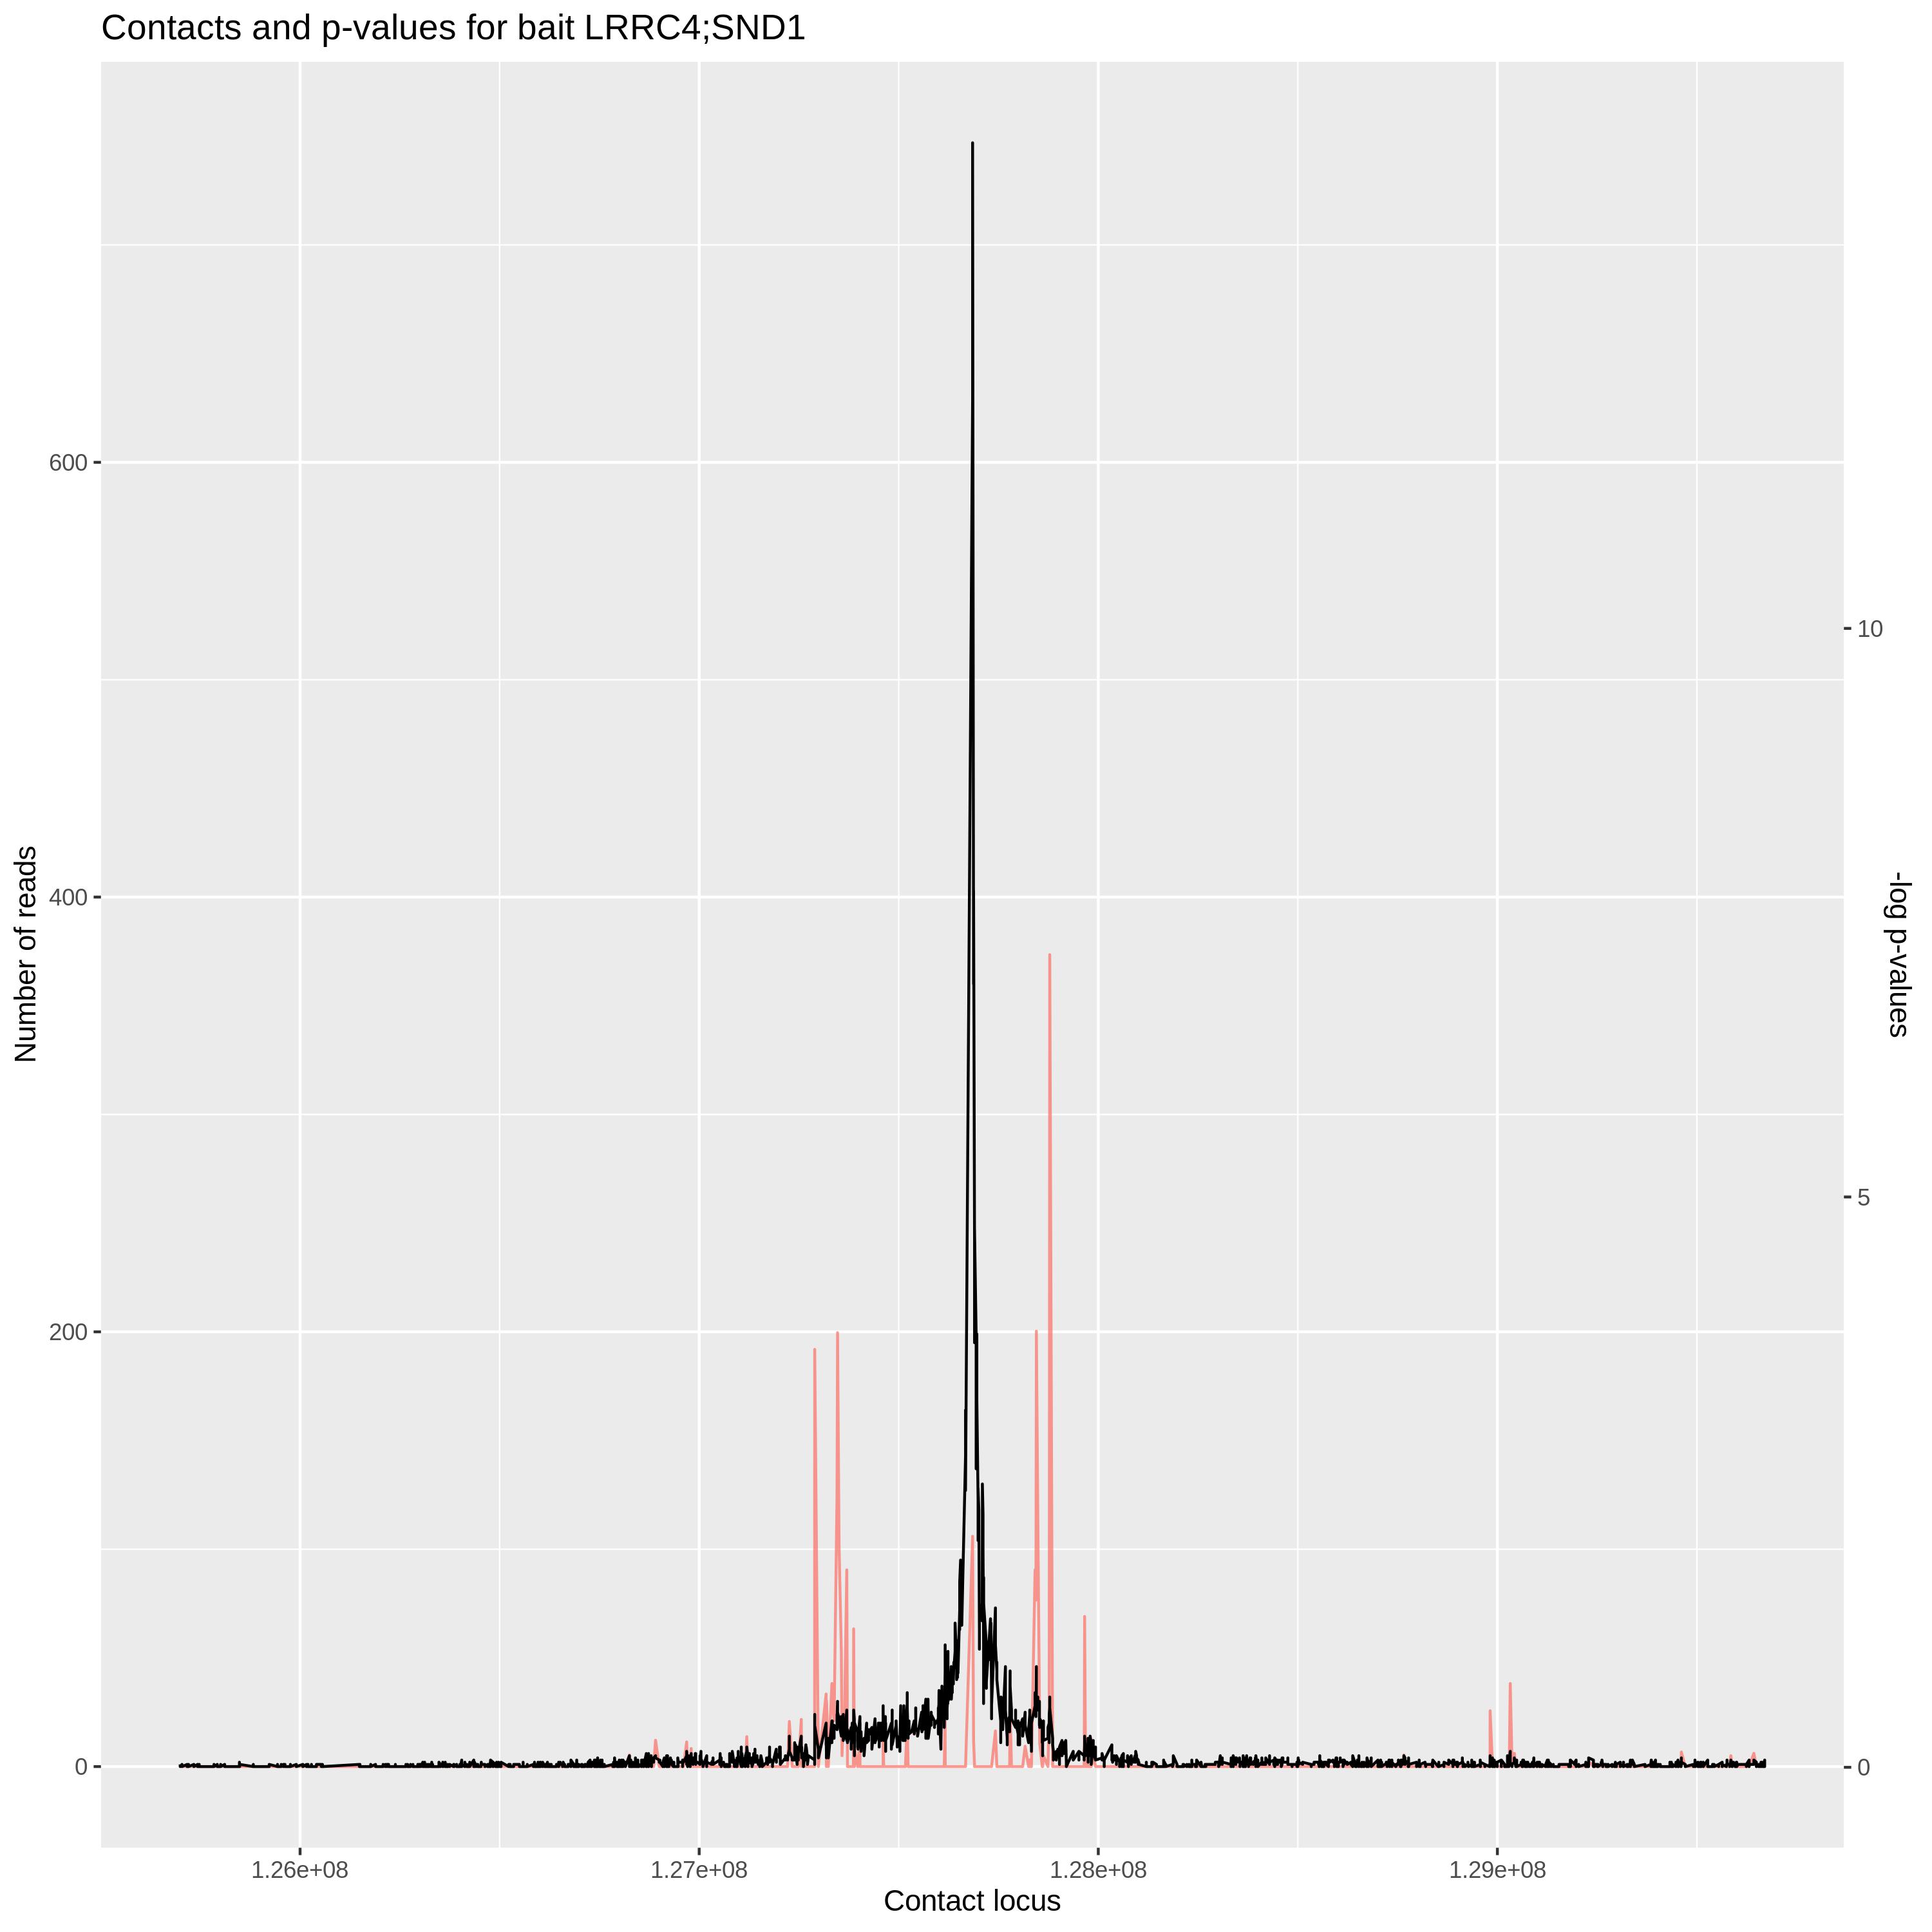 Contacts and p-values for bait LRRC4;SND1
Number of reads
600
400
200
0
10
5
0
-log p-values
1.26e+08
1.27e+08
1.28e+08
1.29e+08
Contact locus